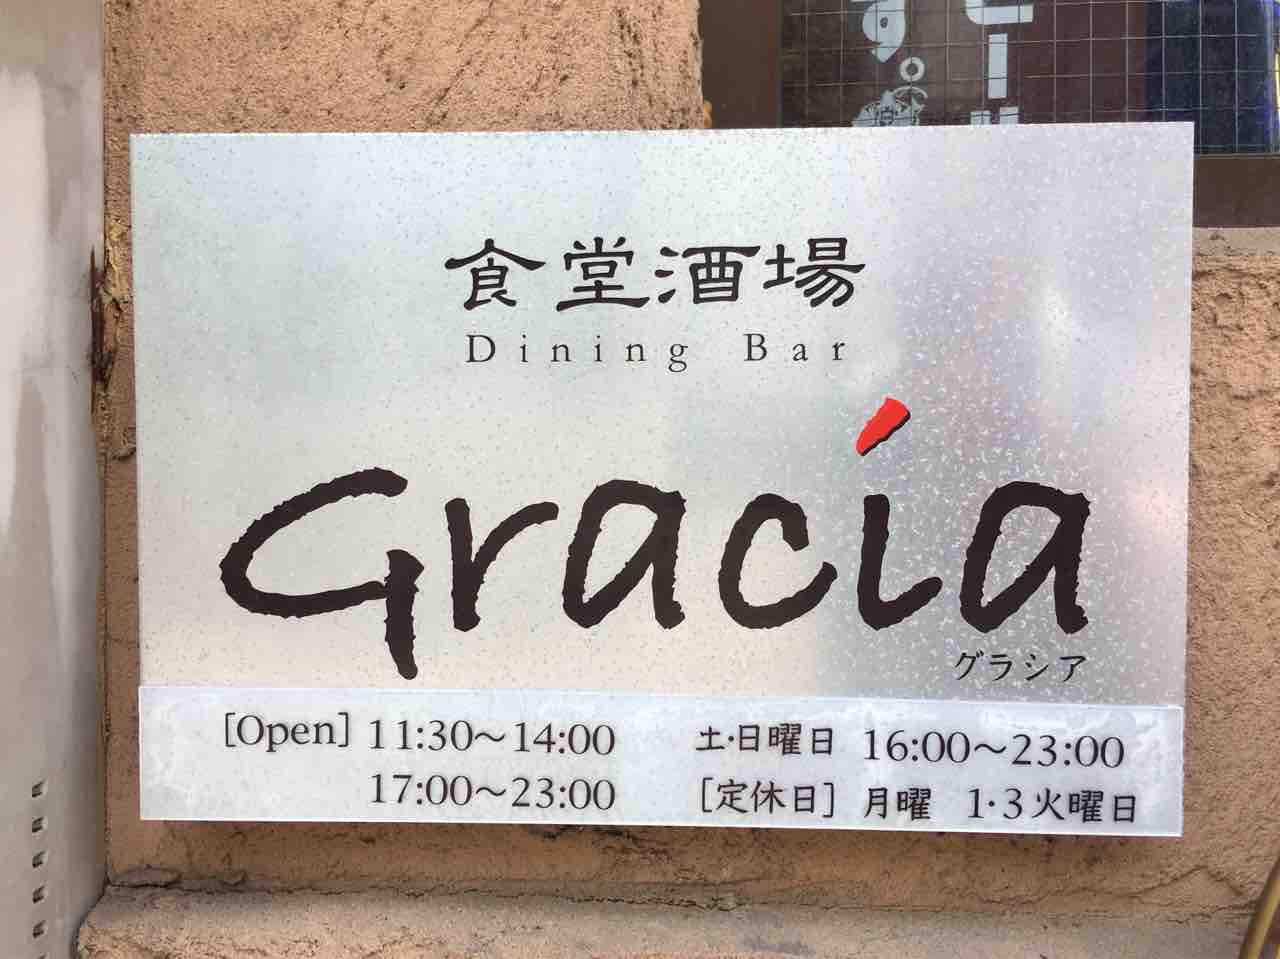 す。
食堂酒場
Dining Bar
Gracia
グラシア
[Open] 11:30～14:00 土・日曜日 16:00～23:00
17:00～23:00 [定休日] 月曜 1・3火曜日